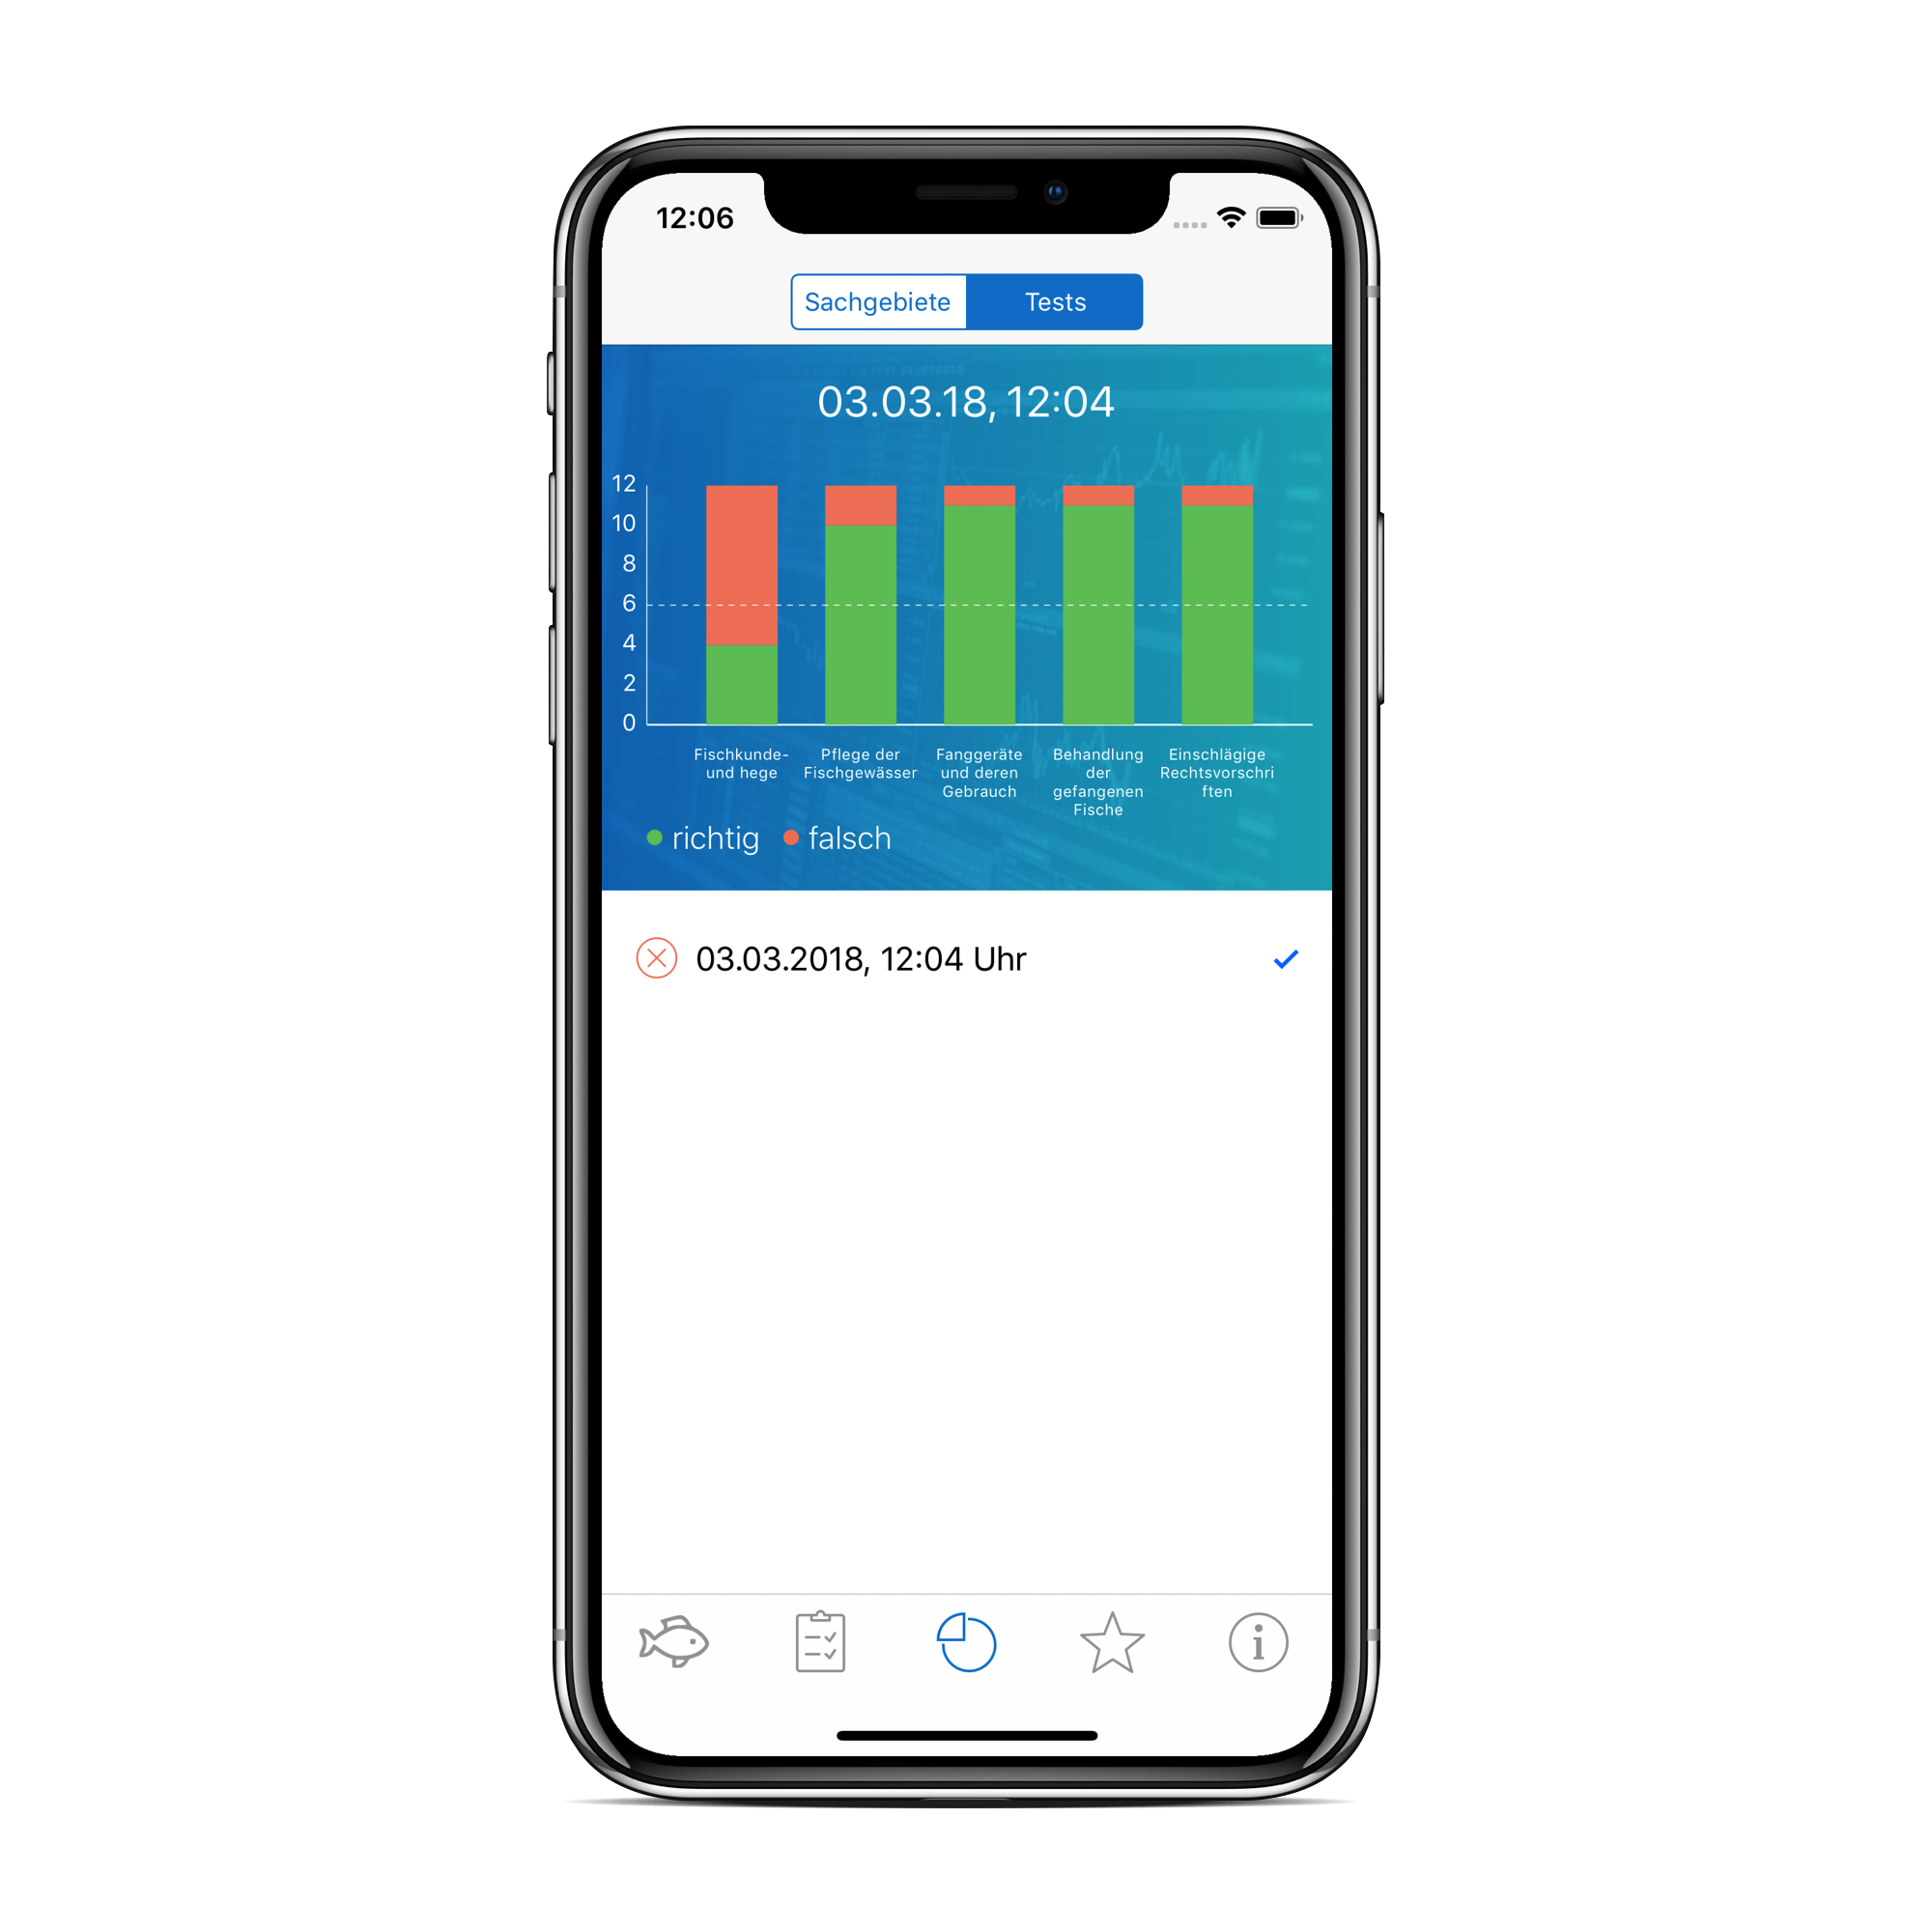 12:06
Sachgebiete Tests
03.03.18, 12:04
12
10
8
6
4
2
0
Fischkunde-
und hege
Pflege der
Fischgewässer
Fanggeräte
und deren
Gebrauch
Behandlung
der
gefangenen
Fische
Einschlägige
Rechtsvorschri
ften
richtig falsch
03.03.2018, 12:04 Uhr